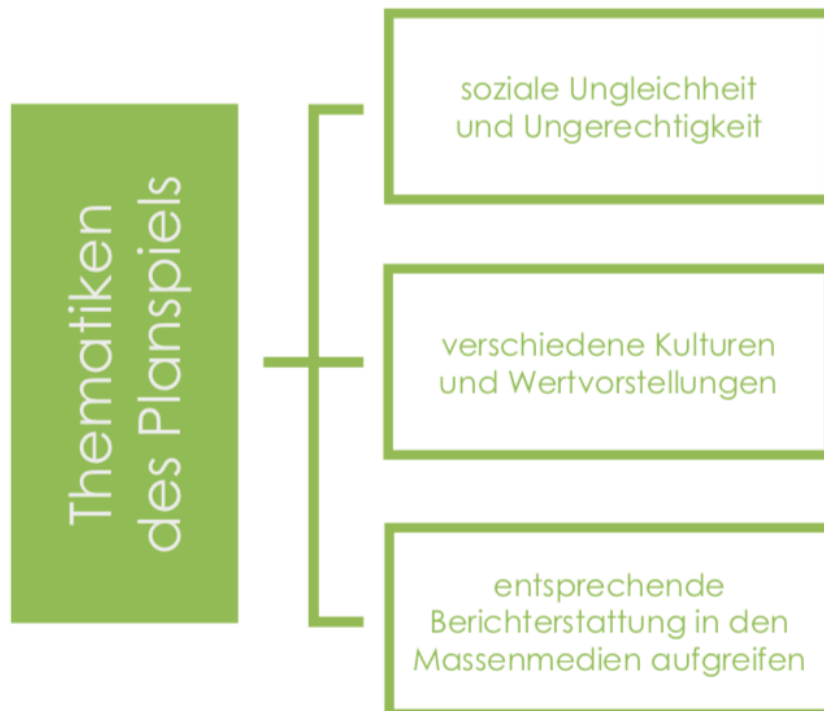 Thematiken
des Planspiels
soziale Ungleichheit
und Ungerechtigkeit
verschiedene Kulturen
und Wertvorstellungen
entsprechende
Berichterstattung in den
Massenmedien aufgreifen